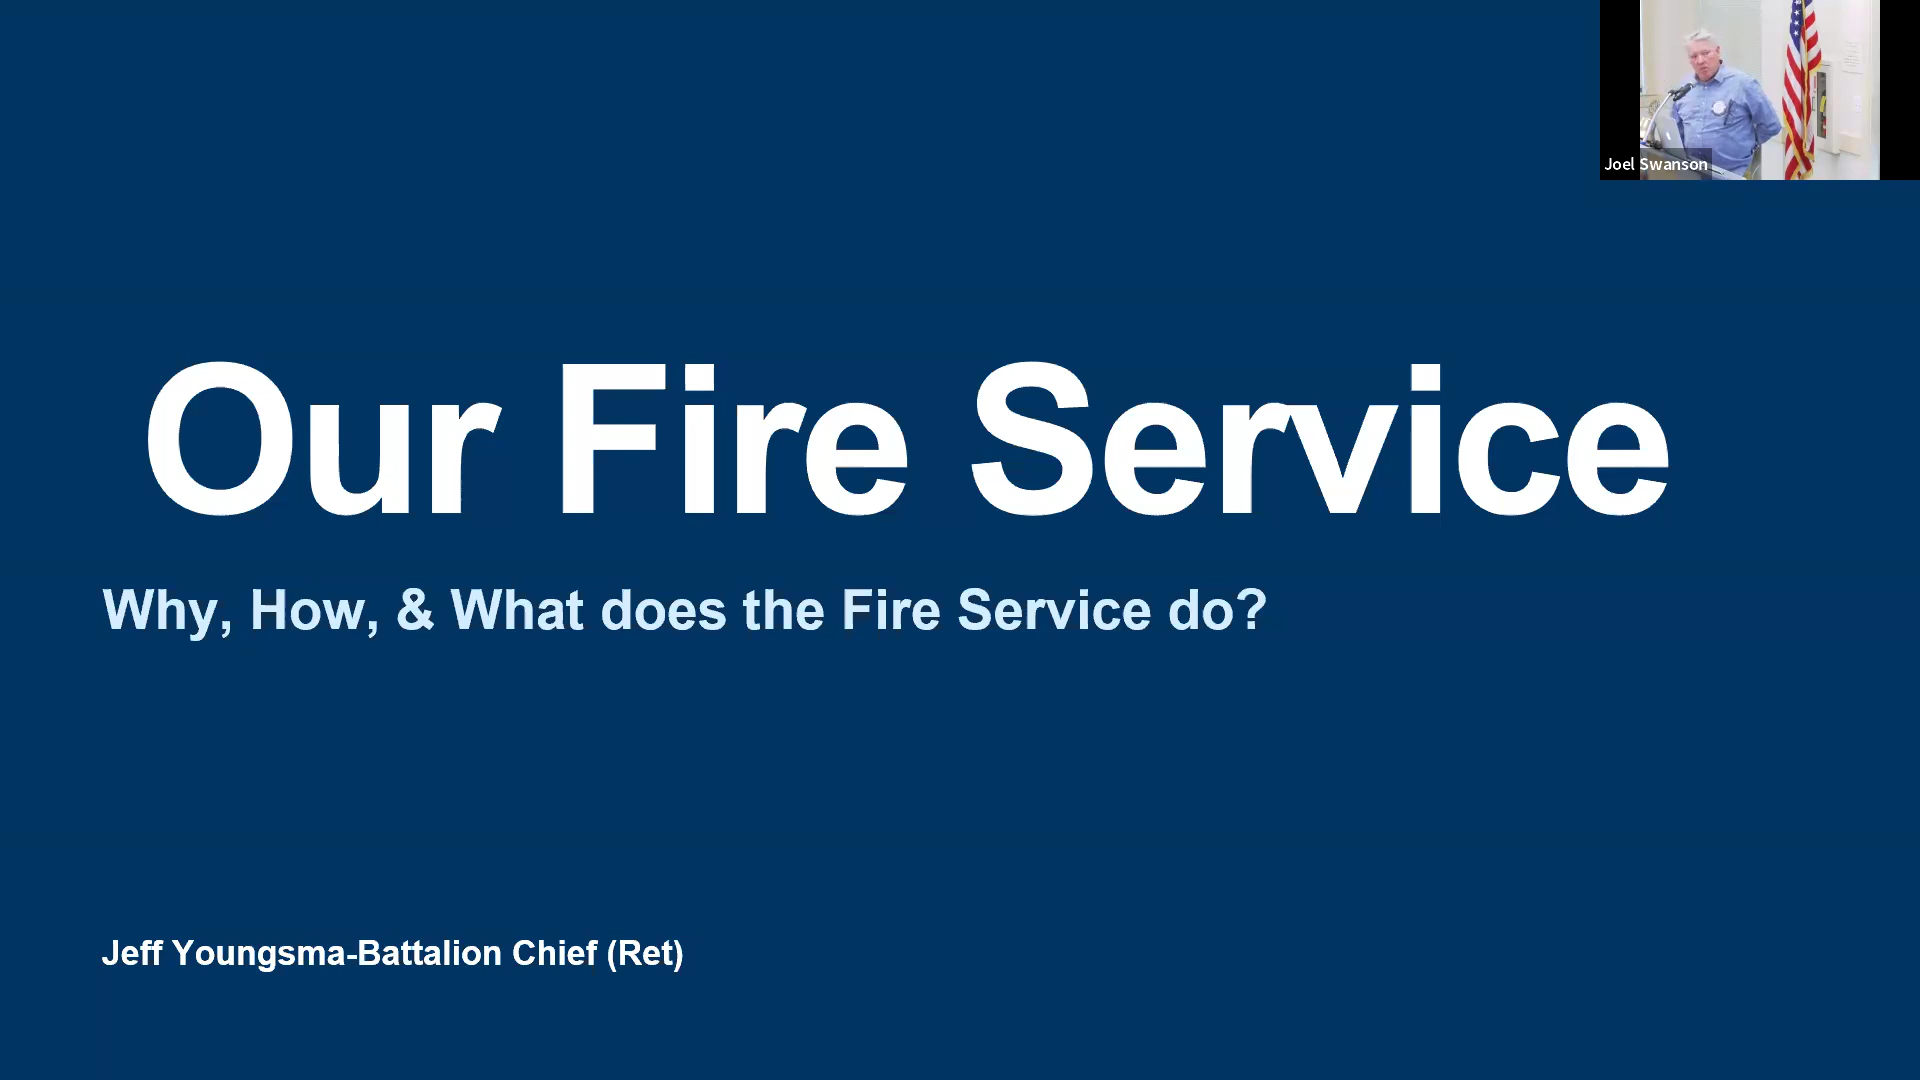 Joel Swanson
Our Fire Service
Why, How, & What does the Fire Service do?
Jeff Youngsma-Battalion Chief (Ret)